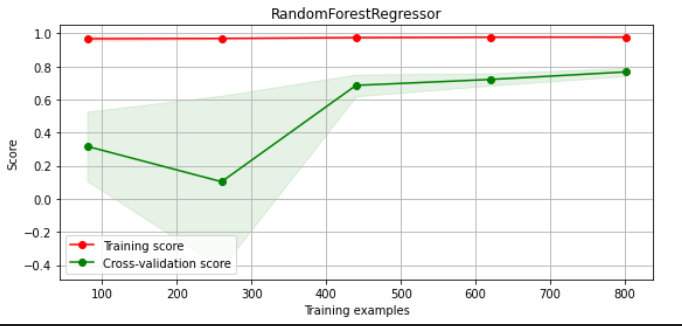 RandomForestRegressor
1.0
0.8
0.6
0.4
0.2
0.0
−0.2
−0.4
Score
Training score
Cross-validation score
100 200 300 400 500 600 700 800
Training examples